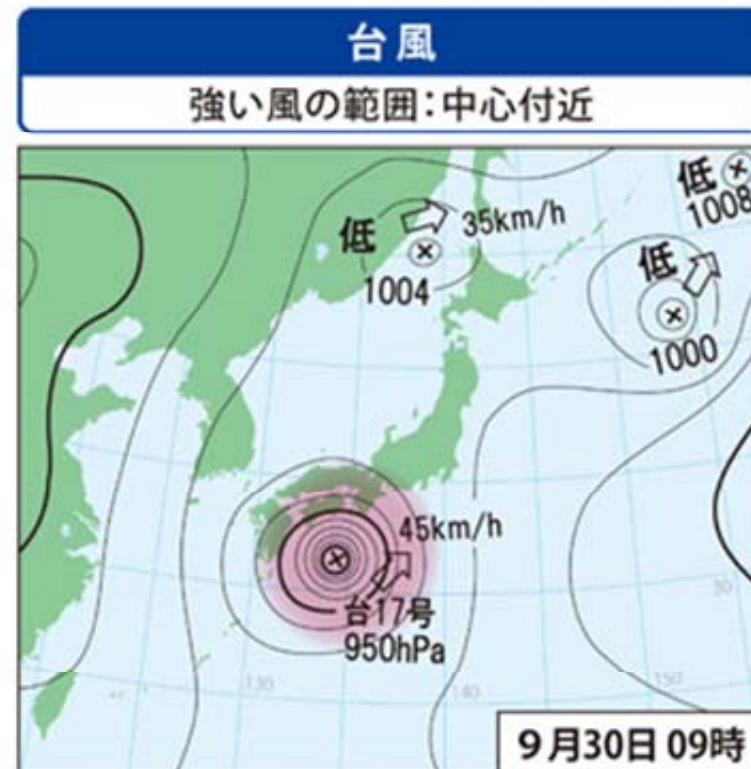 台風
強い風の範囲：中心付近
低
1008
低
35km/h
1004
低
1000
45km/h
台17号
950hPa
30
130
140
150
9月30日 09時